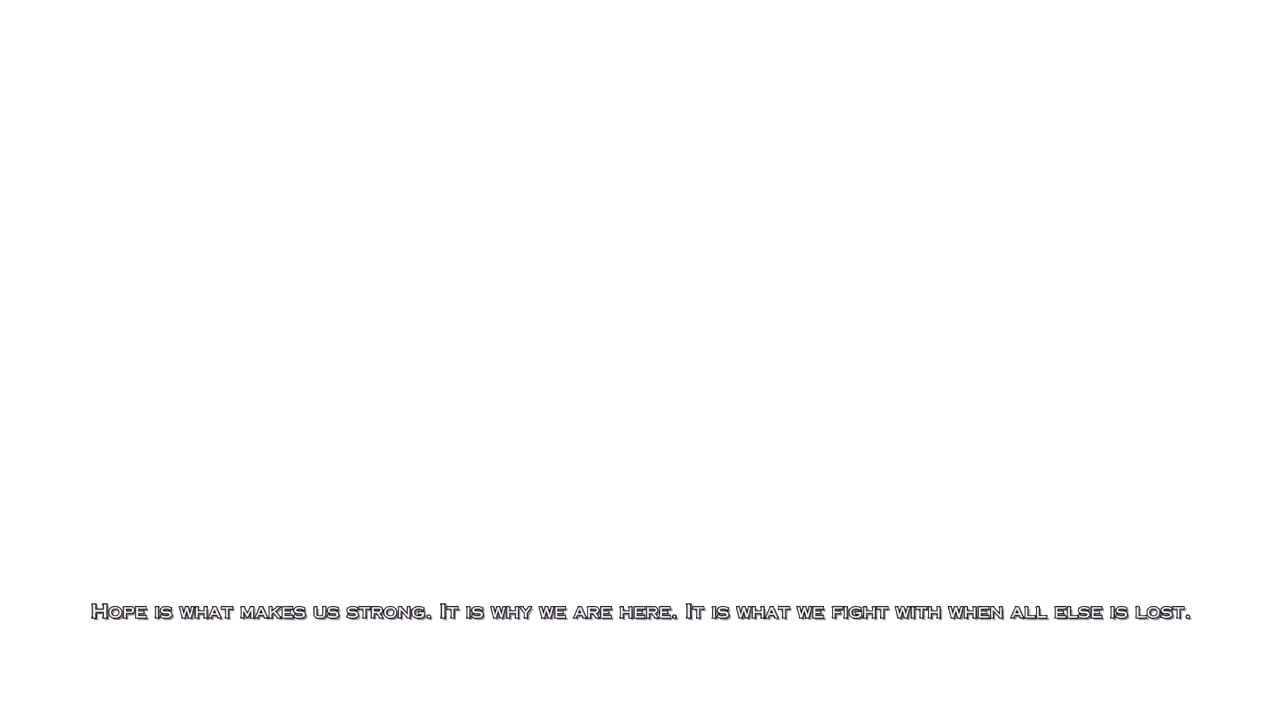 Hope is what makes us strong. It is why we are here. It is what we fight with when all else is lost.